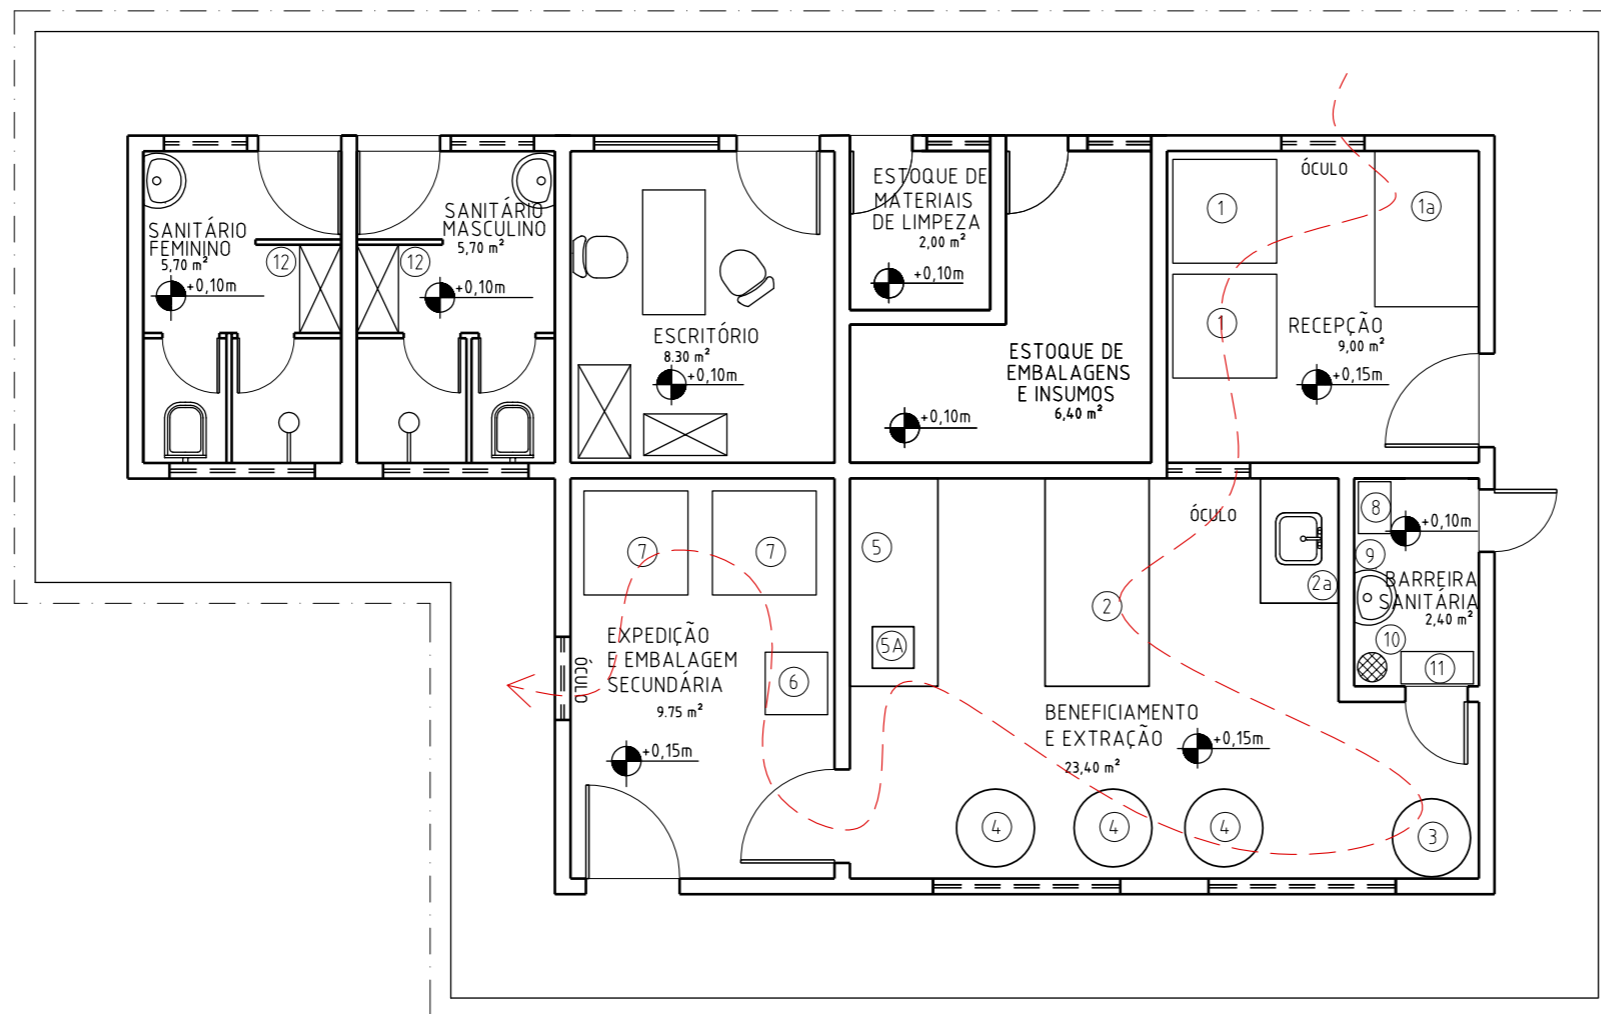 SANITÁRIO
FEMININO
5,70 m²
+0,10m
12
SANITÁRIO
MASCULINO
5,70 m²
+0,10m
12
ESCRITÓRIO
8.30 m²
+0,10m
ESTOQUE DE
MATERIAIS
DE LIMPEZA
2,00 m²
+0,10m
ESTOQUE DE
EMBALAGENS
E INSUMOS
6,40 m²
+0,10m
ÓCULO
1
1a
1
RECEPÇÃO
9,00 m²
+0,15m
7
7
EXPEDIÇÃO
E EMBALAGEM
SECUNDÁRIA
9.75 m²
ÓCULO
6
+0,15m
5
5A
2
ÓCULO
2a
BENEFICIAMENTO
E EXTRAÇÃO
23,40 m²
+0,15m
4
4
4
3
8
+0,10m
9
BARREIRA
SANITÁRIA
2,40 m²
10
11